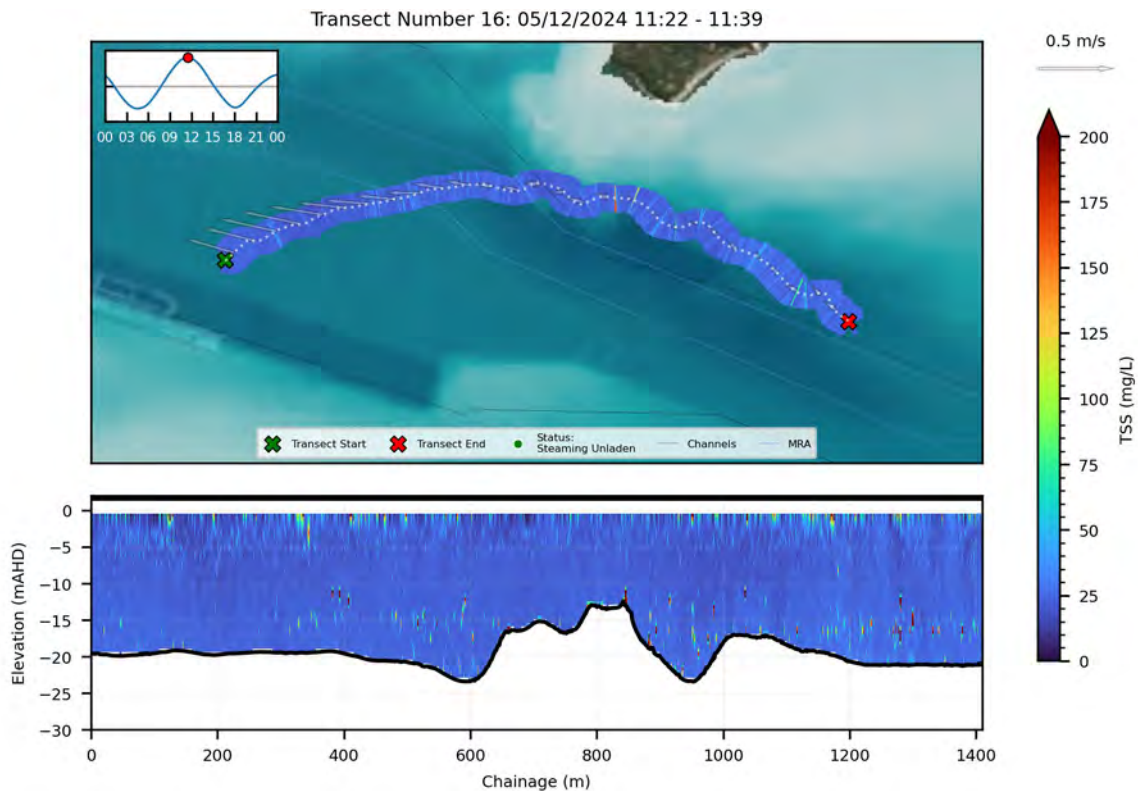 Transect Number 16: 05/12/2024 11:22 - 11:39
0.5 m/s
00 03 06 09 12 15 18 21 00
Transect Start
Transect End
Status:
Steaming Unladen
Channels
MRA
200
175
150
125
100
75
50
25
0
TSS (mg/L)
0
−5
−10
−15
−20
−25
−30
Elevation (mAHD)
0 200 400 600 800 1000 1200 1400
Chainage (m)